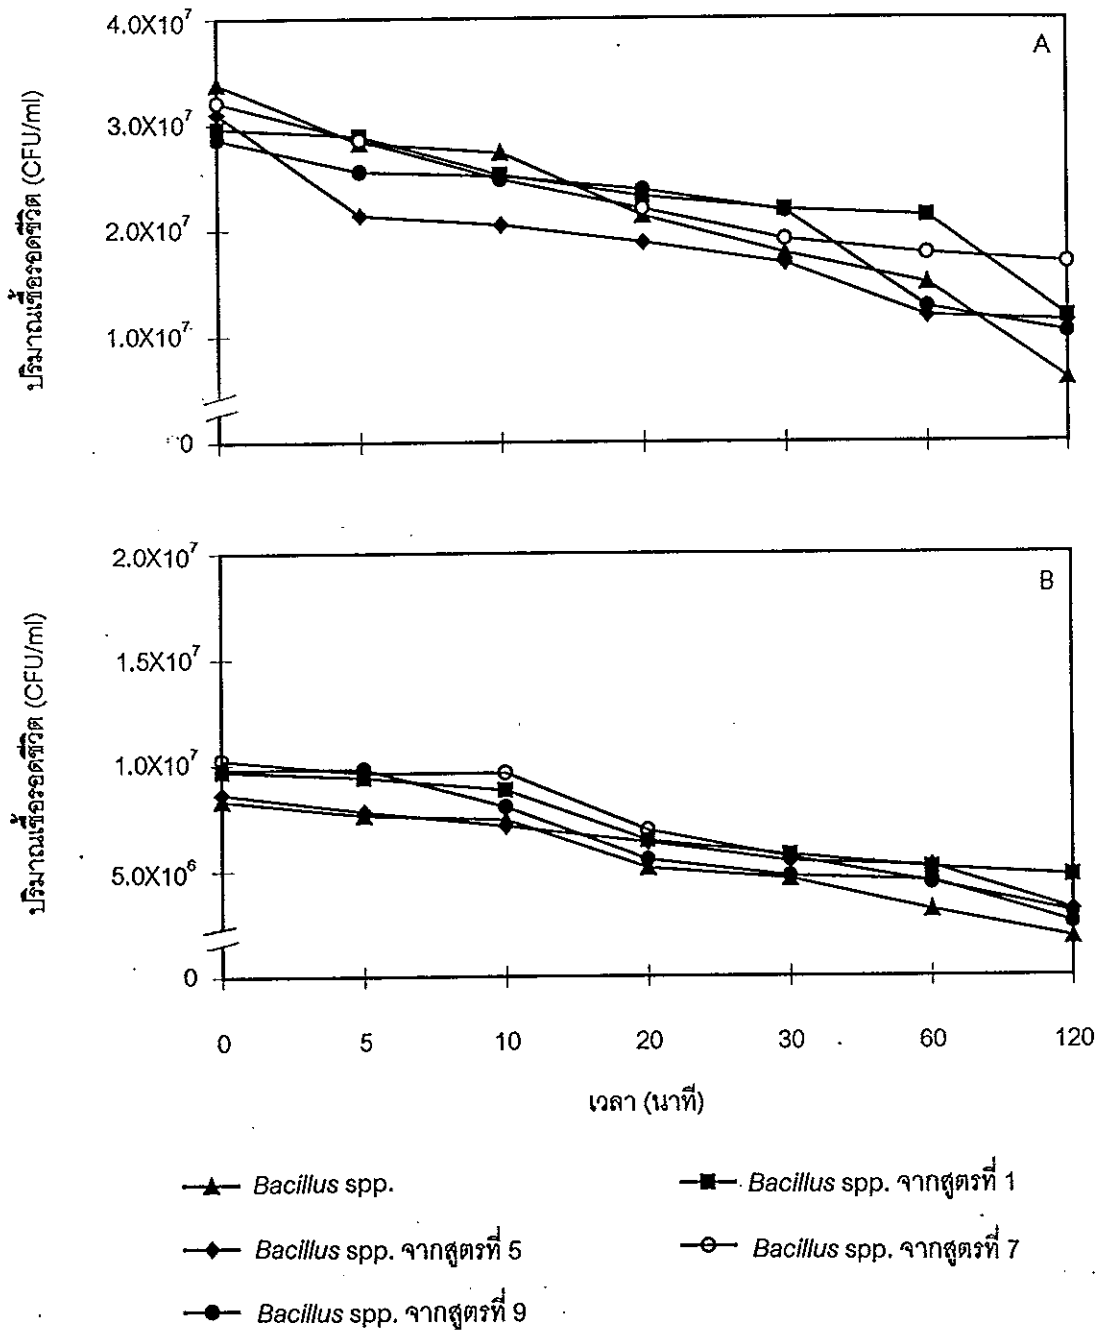 4.0X10⁷
A
3.0X10⁷
2.0X10⁷
1.0X10⁷
0
ปริมาณเชื้อรอดชีวิต (CFU/ml)
2.0X10⁷
B
1.5X10⁷
1.0X10⁷
5.0X10⁶
0
ปริมาณเชื้อรอดชีวิต (CFU/ml)
0 5 10 20 30 60 120
เวลา (นาที)
Bacillus spp.
Bacillus spp. จากสูตรที่ 1
Bacillus spp. จากสูตรที่ 5
Bacillus spp. จากสูตรที่ 7
Bacillus spp. จากสูตรที่ 9